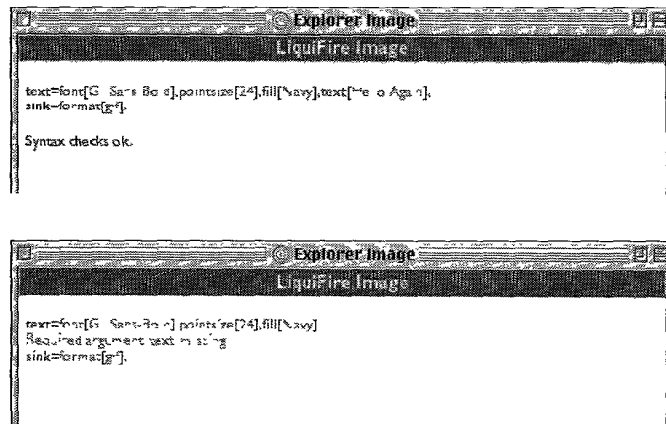 Explorer Image
LiquiFire Image
text=font[G Sans Bold],pointsize[24],fill[Navy],text[Hello Again],
sink=format[gif],
Syntax checks ok.
Explorer Image
LiquiFire Image
text=font[G Sans-Bold],pointsize[24],fill[Navy]
Required argument text missing
sink=format[gif],